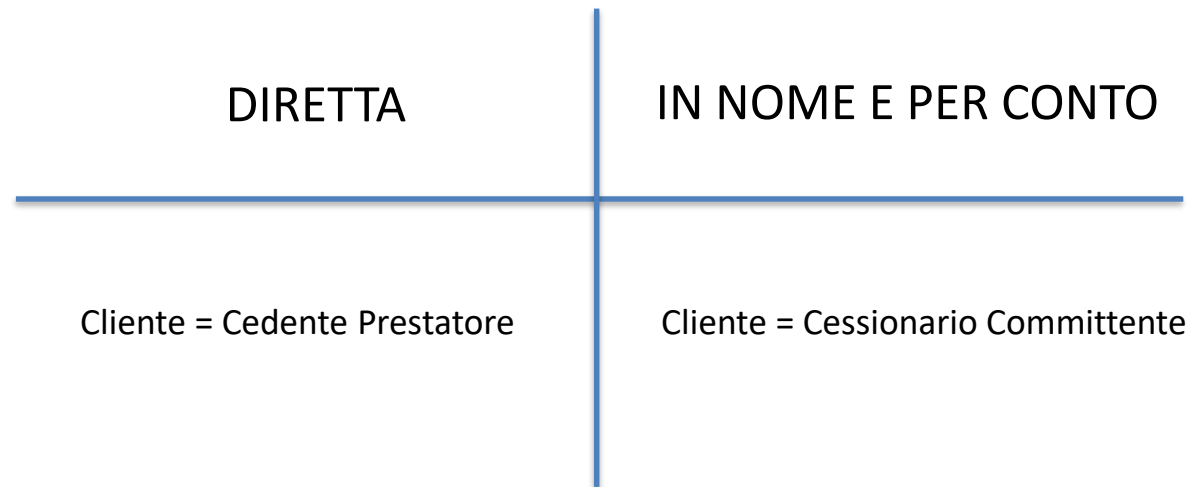 DIRETTA
IN NOME E PER CONTO
Cliente = Cedente Prestatore
Cliente = Cessionario Committente